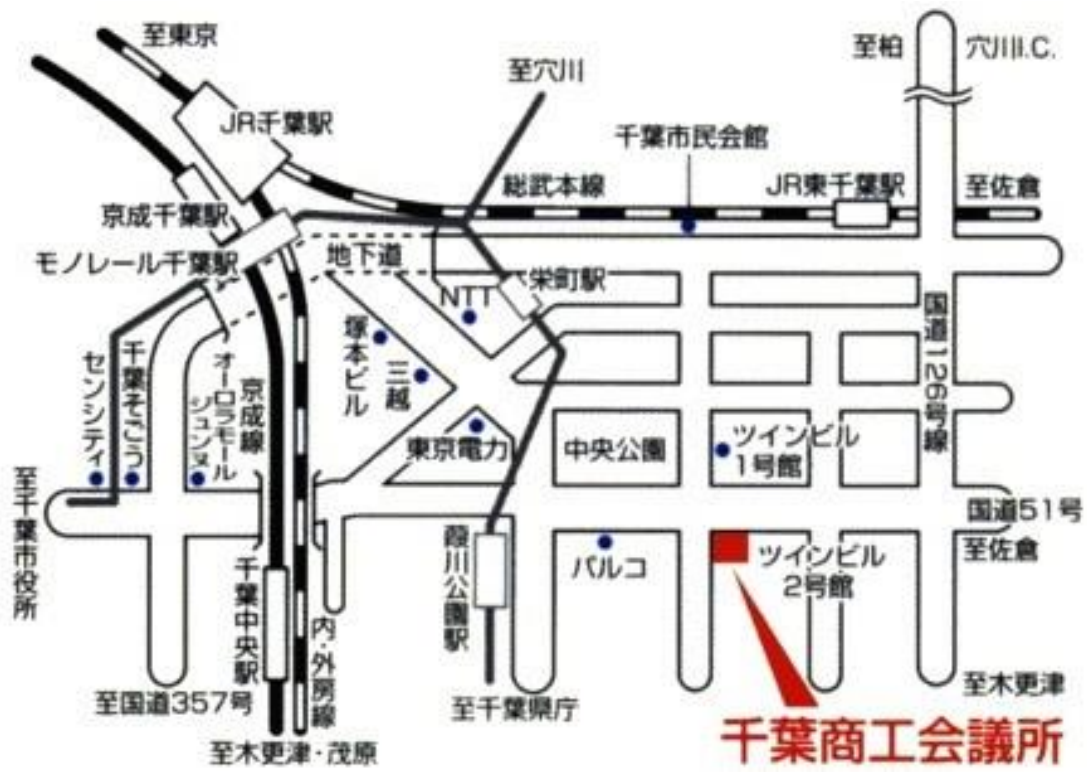 至東京
至穴川
至柏
穴川I.C.
JR千葉駅
千葉市民会館
総武本線
JR東千葉駅
至佐倉
京成千葉駅
モノレール千葉駅
地下道
栄町駅
NTT
国道126号線
塚本ビル
三越
センシティ
千葉そごう
オーロラモール
ジュンヌ
京成線
東京電力
中央公園
ツインビル
1号館
至千葉市役所
国道51号
至佐倉
葭川公園駅
パルコ
ツインビル
2号館
千葉中央駅
内・外房線
至国道357号
至千葉県庁
至木更津
至木更津・茂原
千葉商工会議所